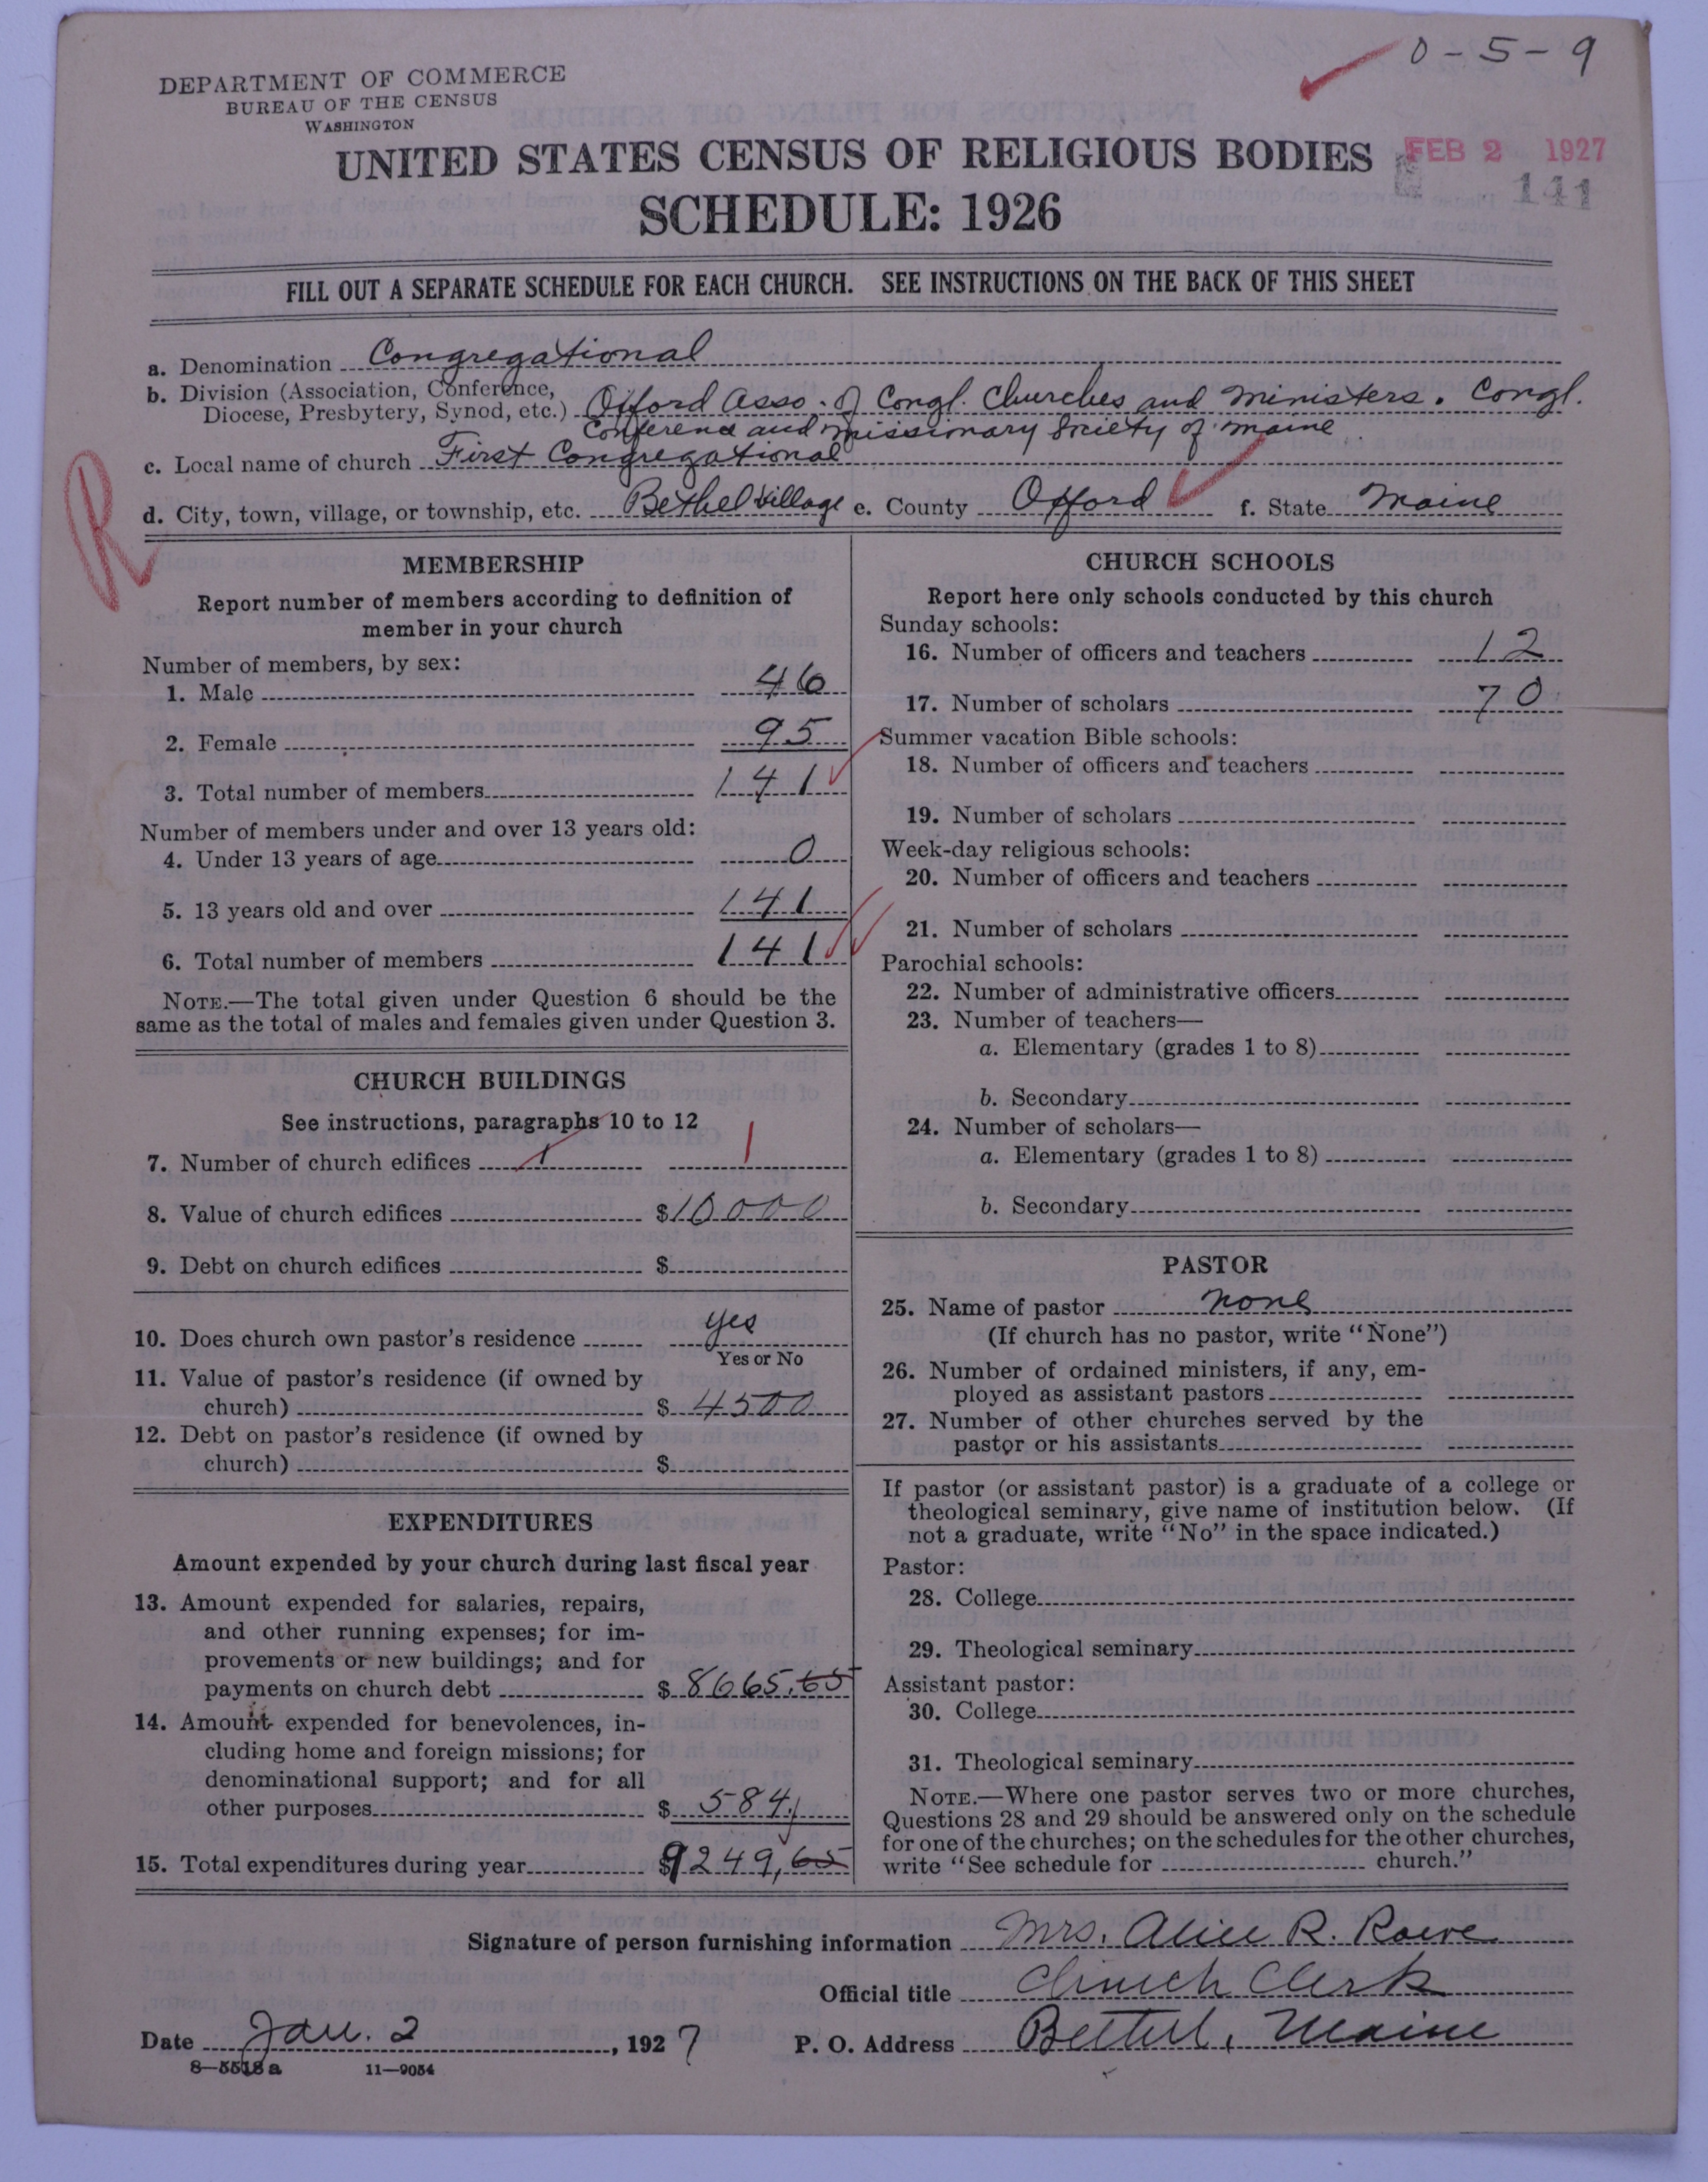 0-5-9
DEPARTMENT OF COMMERCE
BUREAU OF THE CENSUS
WASHINGTON
UNITED STATES CENSUS OF RELIGIOUS BODIES
FEB 2 1927
SCHEDULE: 1926
141
FILL OUT A SEPARATE SCHEDULE FOR EACH CHURCH. SEE INSTRUCTIONS ON THE BACK OF THIS SHEET
a. Denomination Congregational
b. Division (Association, Conference,
Diocese, Presbytery, Synod, etc.) Oxford Asso. of Congl. Churches and Ministers. Congl.
Conference and Missionary Society of Maine
c. Local name of church First Congregational
d. City, town, village, or township, etc. Bethel Village e. County Oxford f. State Maine
R
MEMBERSHIP
Report number of members according to definition of
member in your church
Number of members, by sex:
1. Male 46
2. Female 95
3. Total number of members 141
Number of members under and over 13 years old:
4. Under 13 years of age 0
5. 13 years old and over 141
6. Total number of members 141
NOTE.—The total given under Question 6 should be the
same as the total of males and females given under Question 3.
CHURCH BUILDINGS
See instructions, paragraphs 10 to 12
7. Number of church edifices 1 1
8. Value of church edifices $10000
9. Debt on church edifices $
10. Does church own pastor's residence yes
Yes or No
11. Value of pastor's residence (if owned by
church) $ 4500
12. Debt on pastor's residence (if owned by
church) $
EXPENDITURES
Amount expended by your church during last fiscal year
13. Amount expended for salaries, repairs,
and other running expenses; for im-
provements or new buildings; and for
payments on church debt $ 8665.65
14. Amount expended for benevolences, in-
cluding home and foreign missions; for
denominational support; and for all
other purposes $ 584
15. Total expenditures during year $9249,65
CHURCH SCHOOLS
Report here only schools conducted by this church
Sunday schools:
16. Number of officers and teachers 12
17. Number of scholars 70
Summer vacation Bible schools:
18. Number of officers and teachers
19. Number of scholars
Week-day religious schools:
20. Number of officers and teachers
21. Number of scholars
Parochial schools:
22. Number of administrative officers
23. Number of teachers—
a. Elementary (grades 1 to 8)
b. Secondary
24. Number of scholars—
a. Elementary (grades 1 to 8)
b. Secondary
PASTOR
25. Name of pastor none
(If church has no pastor, write "None")
26. Number of ordained ministers, if any, em-
ployed as assistant pastors
27. Number of other churches served by the
pastor or his assistants
If pastor (or assistant pastor) is a graduate of a college or
theological seminary, give name of institution below. (If
not a graduate, write "No" in the space indicated.)
Pastor:
28. College
29. Theological seminary
Assistant pastor:
30. College
31. Theological seminary
NOTE.—Where one pastor serves two or more churches,
Questions 28 and 29 should be answered only on the schedule
for one of the churches; on the schedules for the other churches,
write "See schedule for church."
Signature of person furnishing information Mrs. Alice R. Rowe
Official title Church Clerk
Date Jan. 2, 1927 P. O. Address Bethel, Maine
8—5518 a 11—9054